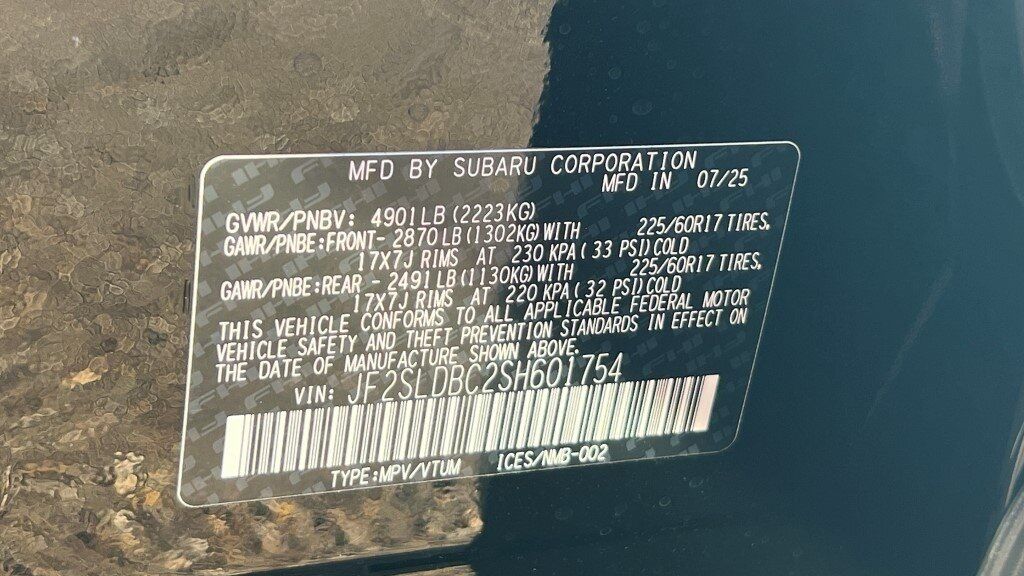 MFD BY SUBARU CORPORATION
MFD IN 07/25
GVWR/PNBV: 4901LB(2223KG)
GAWR/PNBE:FRONT- 2870LB(1302KG)WITH 225/60R17 TIRES,
17X7J RIMS AT 230 KPA( 33 PSI)COLD
GAWR/PNBE:REAR - 2491LB(1130KG)WITH 225/60R17 TIRES,
17X7J RIMS AT 220 KPA( 32 PSI)COLD
THIS VEHICLE CONFORMS TO ALL APPLICABLE FEDERAL MOTOR
VEHICLE SAFETY AND THEFT PREVENTION STANDARDS IN EFFECT ON
THE DATE OF MANUFACTURE SHOWN ABOVE.
VIN: JF2SLDBC2SH601754
TYPE:MPV/VTUM ICES/NMB-002